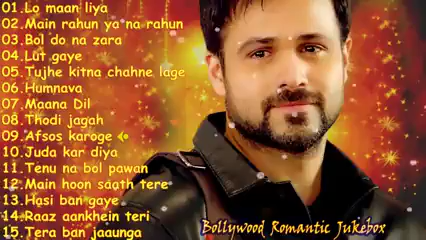 01.Lo maan liya
02.Main rahun ya na rahun
03.Bol do na zara
04.Lut gaye
05.Tujhe kitna chahne lage
06.Humnava
07.Maana Dil
08.Thodi jagah
09.Afsos karoge
10.Juda kar diya
11.Tenu na bol pawan
12.Main hoon saath tere
13.Hasi ban gaye
14.Raaz aankhein teri
15.Tera ban jaaunga
Bollywood Romantic Jukebox